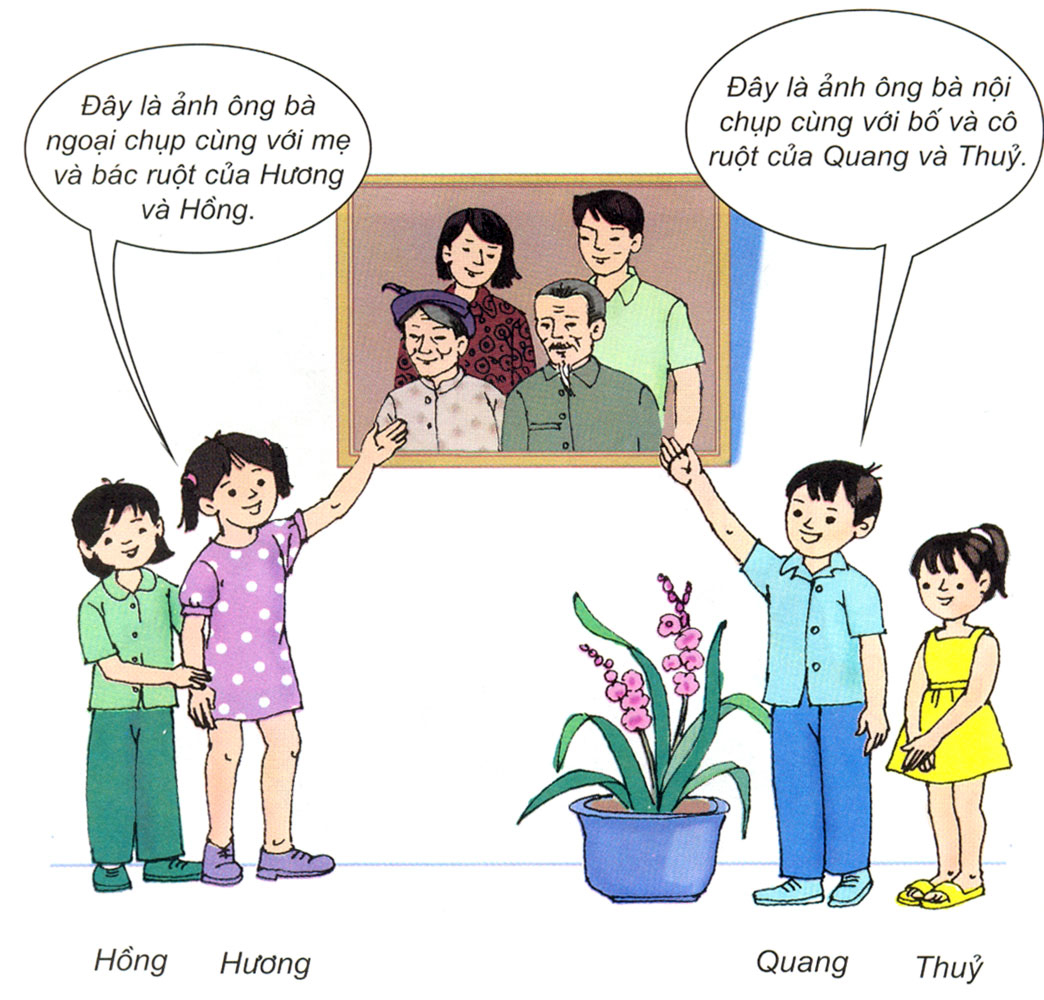 Đây là ảnh ông bà
ngoại chụp cùng với mẹ
và bác ruột của Hương
và Hồng.
Đây là ảnh ông bà nội
chụp cùng với bố và cô
ruột của Quang và Thuỷ.
Hồng
Hương
Quang
Thuỷ